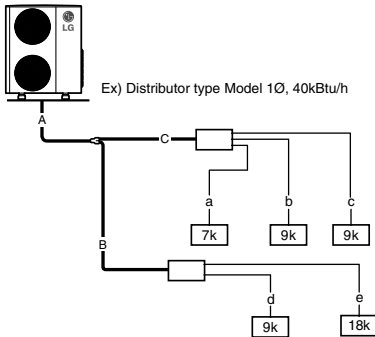 LG
Ex) Distributor type Model 1Ø, 40kBtu/h
A
C
a
b
c
7k
9k
9k
B
d
e
9k
18k